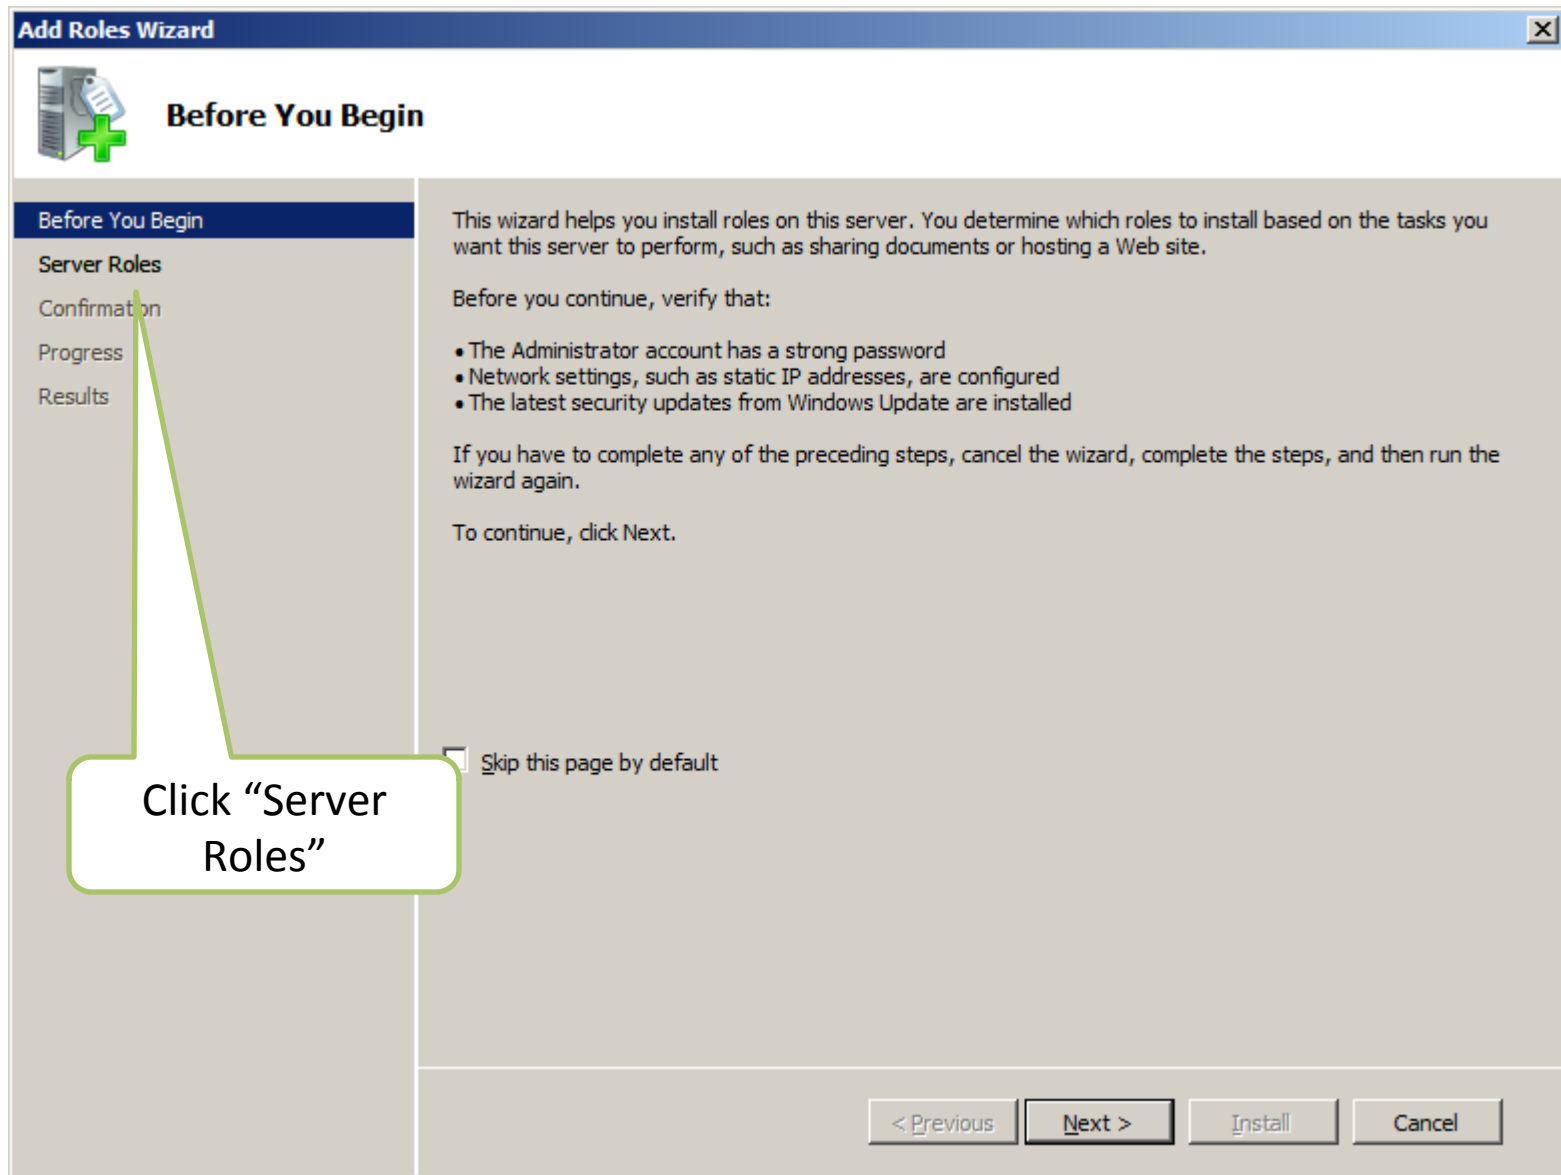 Add Roles Wizard
Before You Begin
Before You Begin
Server Roles
Confirmation
Progress
Results
This wizard helps you install roles on this server. You determine which roles to install based on the tasks you
want this server to perform, such as sharing documents or hosting a Web site.
Before you continue, verify that:
• The Administrator account has a strong password
• Network settings, such as static IP addresses, are configured
• The latest security updates from Windows Update are installed
If you have to complete any of the preceding steps, cancel the wizard, complete the steps, and then run the
wizard again.
To continue, click Next.
Skip this page by default
Click “Server
Roles”
< Previous
Next >
Install
Cancel